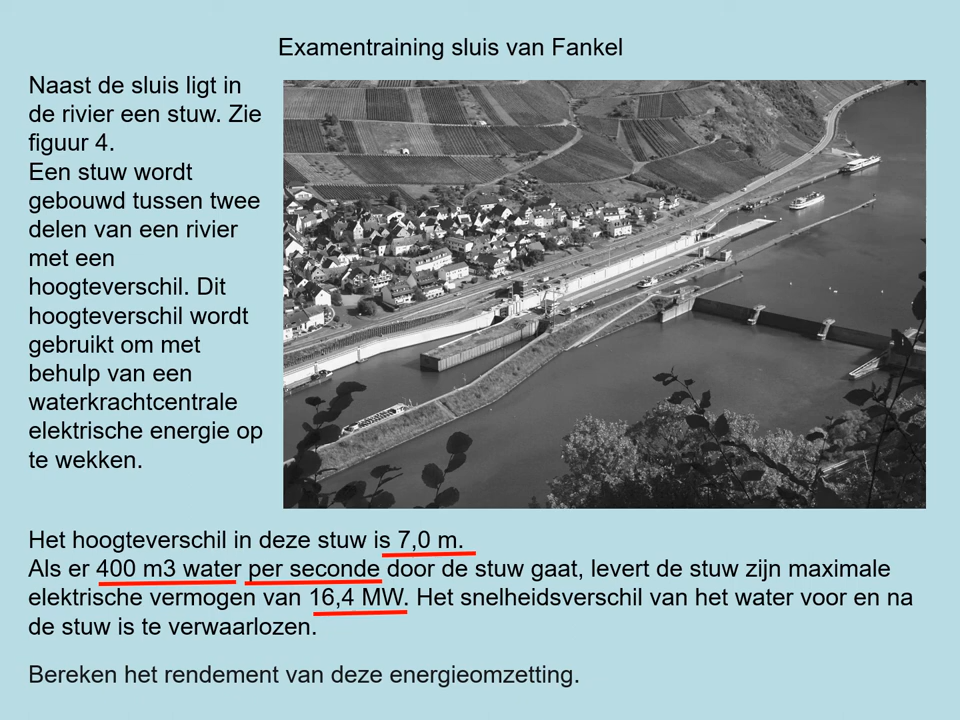 Examentraining sluis van Fankel
Naast de sluis ligt in
de rivier een stuw. Zie
figuur 4.
Een stuw wordt
gebouwd tussen twee
delen van een rivier
met een
hoogteverschil. Dit
hoogteverschil wordt
gebruikt om met
behulp van een
waterkrachtcentrale
elektrische energie op
te wekken.
Het hoogteverschil in deze stuw is 7,0 m.
Als er 400 m3 water per seconde door de stuw gaat, levert de stuw zijn maximale
elektrische vermogen van 16,4 MW. Het snelheidsverschil van het water voor en na
de stuw is te verwaarlozen.
Bereken het rendement van deze energieomzetting.